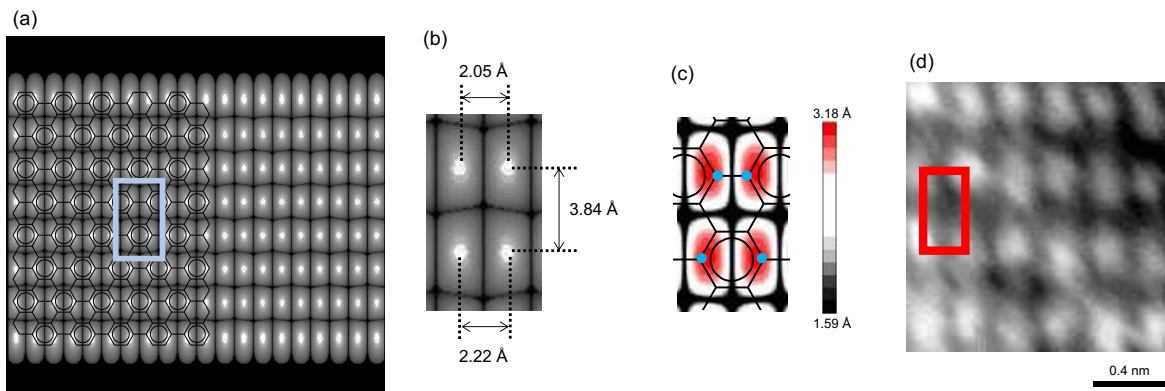 (a)
(b)
2.05 Å
3.84 Å
2.22 Å
(c)
3.18 Å
1.59 Å
(d)
0.4 nm